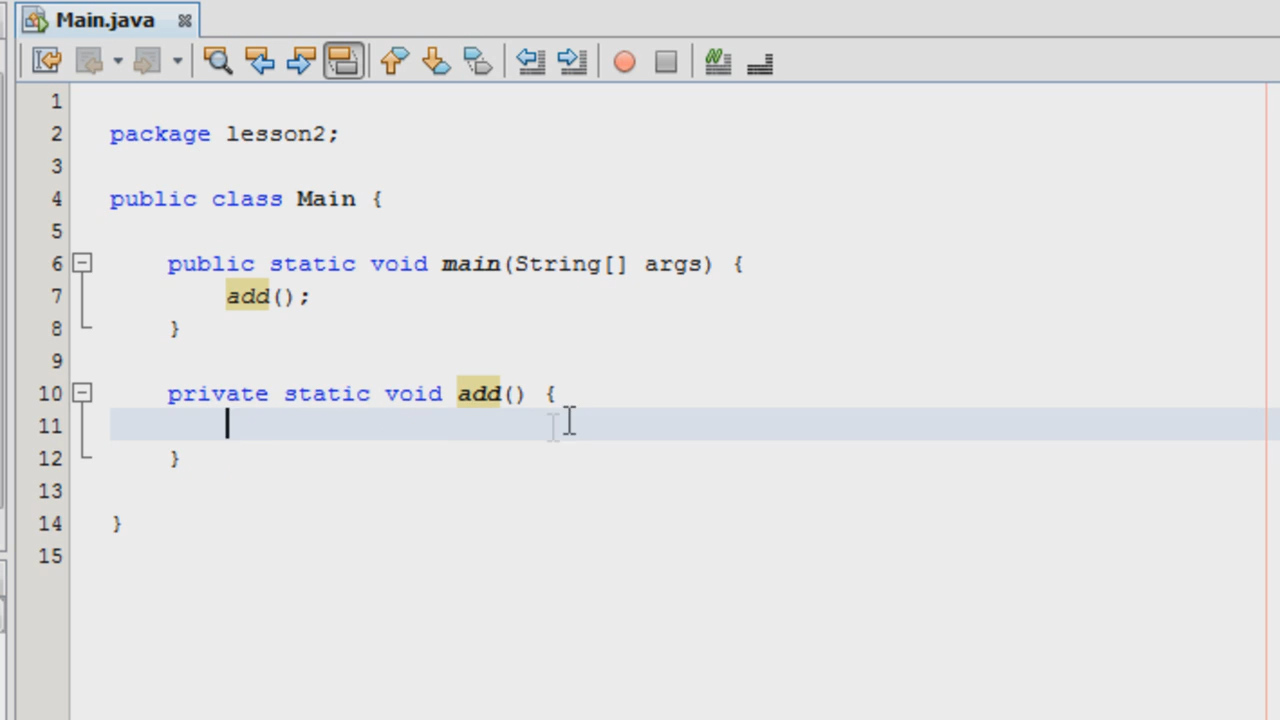 Main.java
1
2 package lesson2;
3
4 public class Main {
5
6 public static void main(String[] args) {
7 add();
8 }
9
10 private static void add() {
11
12 }
13
14 }
15